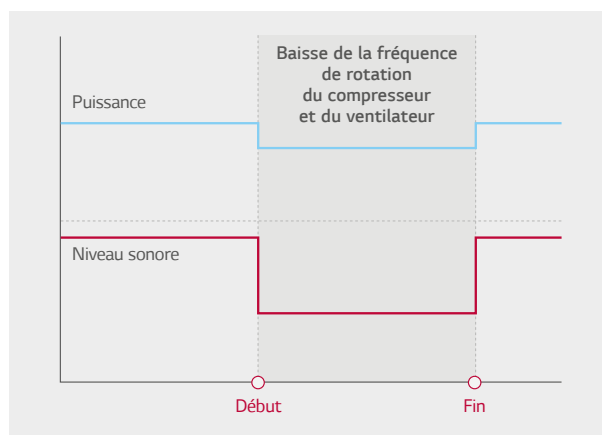 Baisse de la fréquence
de rotation
du compresseur
et du ventilateur
Puissance
Niveau sonore
Début
Fin